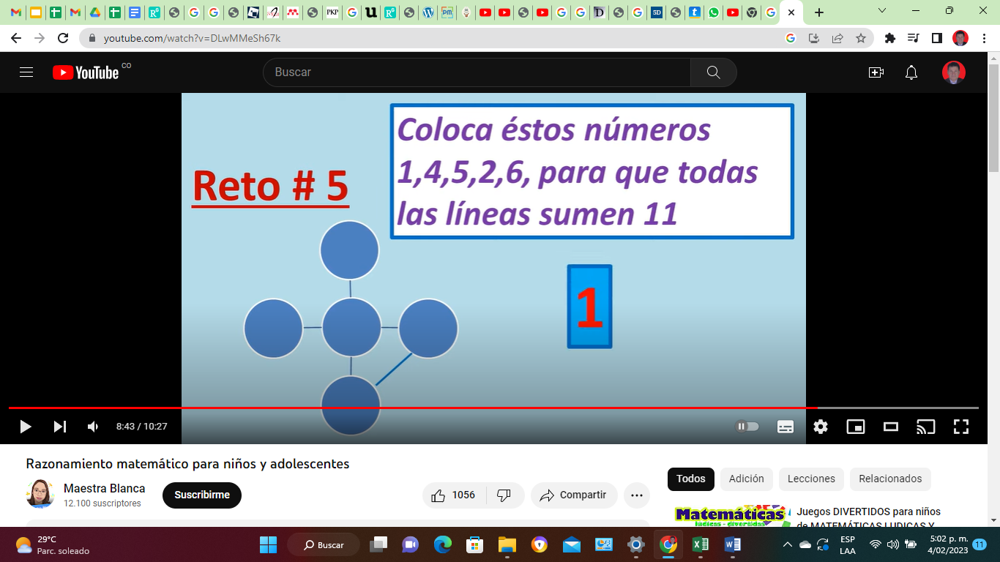 PKP
5D
youtube.com/watch?v=DLwMMeSh67k
YouTube CO
Buscar
Coloca éstos números
1,4,5,2,6, para que todas
las líneas sumen 11
Reto # 5
1
8:43 / 10:27
Razonamiento matemático para niños y adolescentes
Maestra Blanca
12.100 suscriptores
Suscribirme
1056
Compartir
Todos
Adición
Lecciones
Relacionados
Matemáticas
lúdicas - divertidas
Juegos DIVERTIDOS para niños
de MATEMÁTICAS LUDICAS Y
29°C
Parc. soleado
Buscar
ESP
LAA
5:02 p. m.
4/02/2023
11